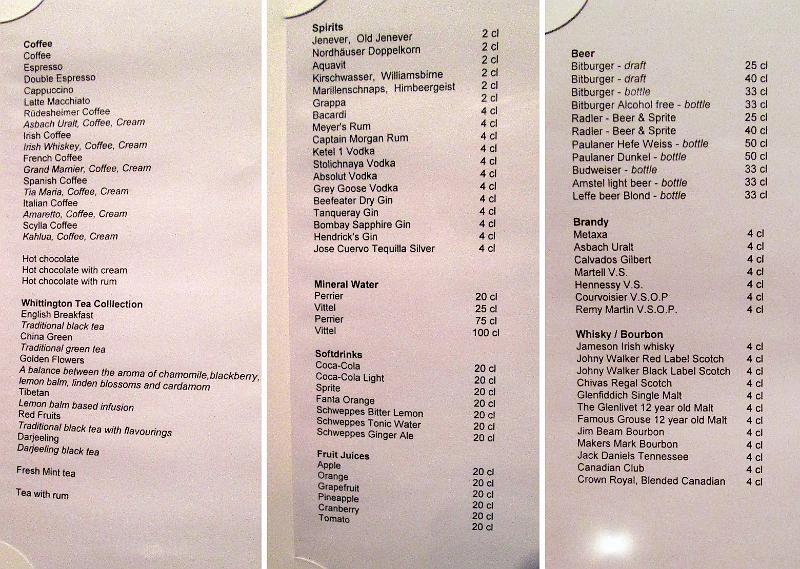 Coffee
Coffee
Espresso
Double Espresso
Cappuccino
Latte Macchiato
Rüdesheimer Coffee
Asbach Uralt, Coffee, Cream
Irish Coffee
Irish Whiskey, Coffee, Cream
French Coffee
Grand Marnier, Coffee, Cream
Spanish Coffee
Tia Maria, Coffee, Cream
Italian Coffee
Amaretto, Coffee, Cream
Scylla Coffee
Kahlua, Coffee, Cream
Hot chocolate
Hot chocolate with cream
Hot chocolate with rum
Whittington Tea Colllection
English Breakfast
Traditional black tea
China Green
Traditional green tea
Golden Flowers
A balance between the aroma of chamomile,blackberry,
lemon balm, linden blossoms and cardamom
Tibetan
Lemon balm based infusion
Red Fruits
Traditional black tea with flavourings
Darjeeling
Darjeeling black tea
Fresh Mint tea
Tea with rum
Spirits
Jenever, Old Jenever 2 cl
Nordhäuser Doppelkorn 2 cl
Aquavit 2 cl
Kirschwasser, Williamsbirne 2 cl
Marillenschnaps, Himbeergeist 2 cl
Grappa 2 cl
Bacardi 4 cl
Meyer's Rum 4 cl
Captain Morgan Rum 4 cl
Ketel 1 Vodka 4 cl
Stolichnaya Vodka 4 cl
Absolut Vodka 4 cl
Grey Goose Vodka 4 cl
Beefeater Dry Gin 4 cl
Tanqueray Gin 4 cl
Bombay Sapphire Gin 4 cl
Hendrick's Gin 4 cl
Jose Cuervo Tequilla Silver 4 cl
Mineral Water
Perrier 20 cl
Vittel 25 cl
Perrier 75 cl
Vittel 100 cl
Softdrinks
Coca-Cola 20 cl
Coca-Cola Light 20 cl
Sprite 20 cl
Fanta Orange 20 cl
Schweppes Bitter Lemon 20 cl
Schweppes Tonic Water 20 cl
Schweppes Ginger Ale 20 cl
Fruit Juices
Apple 20 cl
Orange 20 cl
Grapefruit 20 cl
Pineapple 20 cl
Cranberry 20 cl
Tomato 20 cl
Beer
Bitburger - draft 25 cl
Bitburger - draft 40 cl
Bitburger - bottle 33 cl
Bitburger Alcohol free - bottle 33 cl
Radler - Beer & Sprite 25 cl
Radler - Beer & Sprite 40 cl
Paulaner Hefe Weiss - bottle 50 cl
Paulaner Dunkel - bottle 50 cl
Budweiser - bottle 33 cl
Amstel light beer - bottle 33 cl
Leffe beer Blond - bottle 33 cl
Brandy
Metaxa 4 cl
Asbach Uralt 4 cl
Calvados Gilbert 4 cl
Martell V.S. 4 cl
Hennessy V.S. 4 cl
Courvoisier V.S.O.P 4 cl
Remy Martin V.S.O.P. 4 cl
Whisky / Bourbon
Jameson Irish whisky 4 cl
Johny Walker Red Label Scotch 4 cl
Johny Walker Black Label Scotch 4 cl
Chivas Regal Scotch 4 cl
Glenfiddich Single Malt 4 cl
The Glenlivet 12 year old Malt 4 cl
Famous Grouse 12 year old Malt 4 cl
Jim Beam Bourbon 4 cl
Makers Mark Bourbon 4 cl
Jack Daniels Tennessee 4 cl
Canadian Club 4 cl
Crown Royal, Blended Canadian 4 cl